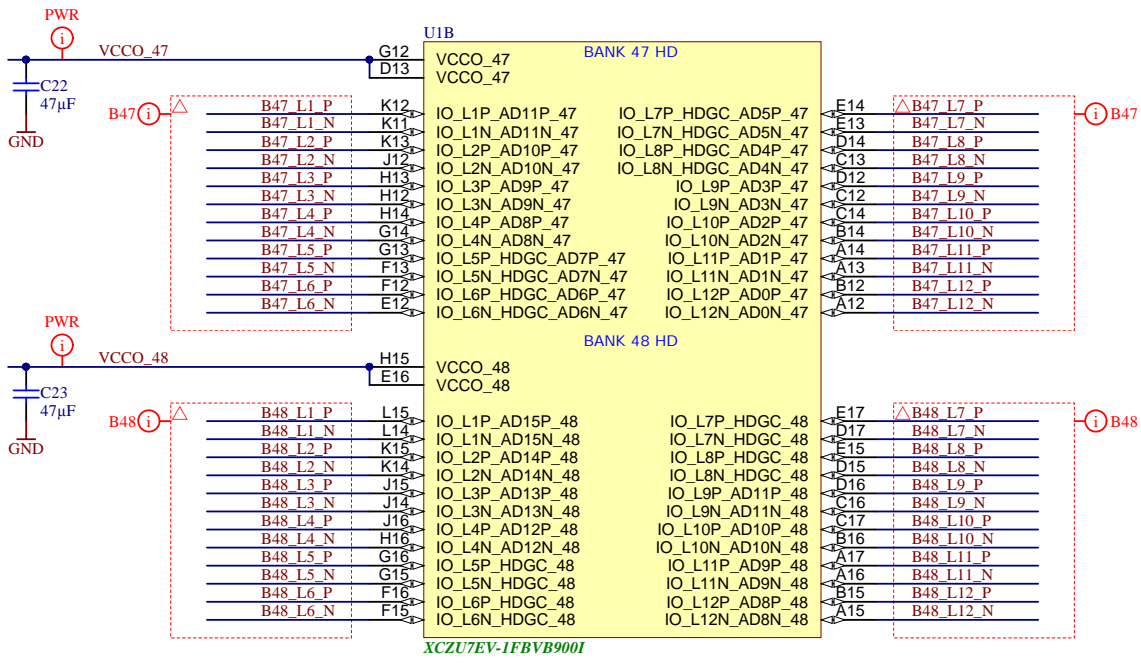 PWR
i
VCCO_47
C22
47µF
GND
U1B
BANK 47 HD
G12 VCCO_47
D13 VCCO_47
B47 i
B47_L1_P K12 IO_L1P_AD11P_47
B47_L1_N K11 IO_L1N_AD11N_47
B47_L2_P K13 IO_L2P_AD10P_47
B47_L2_N J12 IO_L2N_AD10N_47
B47_L3_P H13 IO_L3P_AD9P_47
B47_L3_N H12 IO_L3N_AD9N_47
B47_L4_P H14 IO_L4P_AD8P_47
B47_L4_N G14 IO_L4N_AD8N_47
B47_L5_P G13 IO_L5P_HDGC_AD7P_47
B47_L5_N F13 IO_L5N_HDGC_AD7N_47
B47_L6_P F12 IO_L6P_HDGC_AD6P_47
B47_L6_N E12 IO_L6N_HDGC_AD6N_47
IO_L7P_HDGC_AD5P_47 E14 B47_L7_P
IO_L7N_HDGC_AD5N_47 E13 B47_L7_N
IO_L8P_HDGC_AD4P_47 D14 B47_L8_P
IO_L8N_HDGC_AD4N_47 C13 B47_L8_N
IO_L9P_AD3P_47 D12 B47_L9_P
IO_L9N_AD3N_47 C12 B47_L9_N
IO_L10P_AD2P_47 C14 B47_L10_P
IO_L10N_AD2N_47 B14 B47_L10_N
IO_L11P_AD1P_47 A14 B47_L11_P
IO_L11N_AD1N_47 A13 B47_L11_N
IO_L12P_AD0P_47 B12 B47_L12_P
IO_L12N_AD0N_47 A12 B47_L12_N
i B47
PWR
i
VCCO_48
C23
47µF
GND
BANK 48 HD
H15 VCCO_48
E16 VCCO_48
B48 i
B48_L1_P L15 IO_L1P_AD15P_48
B48_L1_N L14 IO_L1N_AD15N_48
B48_L2_P K15 IO_L2P_AD14P_48
B48_L2_N K14 IO_L2N_AD14N_48
B48_L3_P J15 IO_L3P_AD13P_48
B48_L3_N J14 IO_L3N_AD13N_48
B48_L4_P J16 IO_L4P_AD12P_48
B48_L4_N H16 IO_L4N_AD12N_48
B48_L5_P G16 IO_L5P_HDGC_48
B48_L5_N G15 IO_L5N_HDGC_48
B48_L6_P F16 IO_L6P_HDGC_48
B48_L6_N F15 IO_L6N_HDGC_48
IO_L7P_HDGC_48 E17 B48_L7_P
IO_L7N_HDGC_48 D17 B48_L7_N
IO_L8P_HDGC_48 E15 B48_L8_P
IO_L8N_HDGC_48 D15 B48_L8_N
IO_L9P_AD11P_48 D16 B48_L9_P
IO_L9N_AD11N_48 C16 B48_L9_N
IO_L10P_AD10P_48 C17 B48_L10_P
IO_L10N_AD10N_48 B16 B48_L10_N
IO_L11P_AD9P_48 A17 B48_L11_P
IO_L11N_AD9N_48 A16 B48_L11_N
IO_L12P_AD8P_48 B15 B48_L12_P
IO_L12N_AD8N_48 A15 B48_L12_N
i B48
XCZU7EV-1FBVB900I